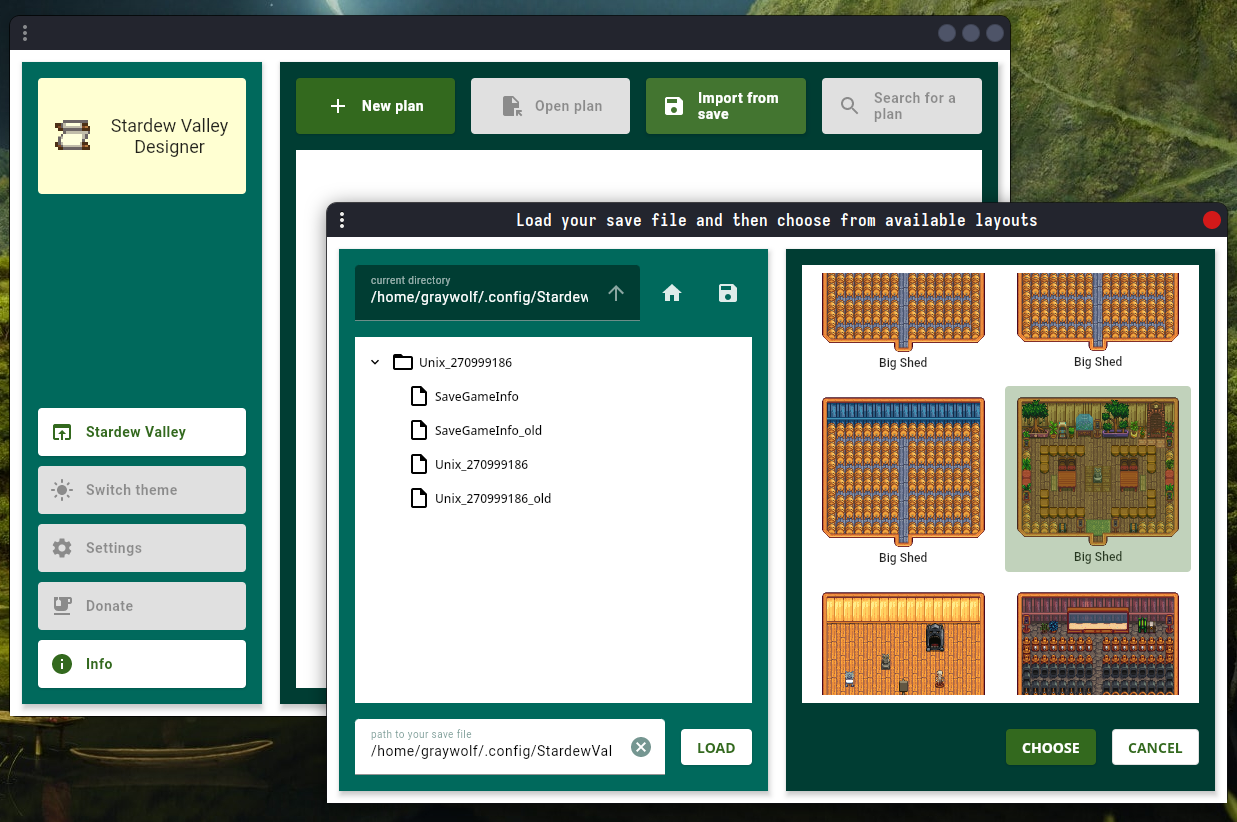 Stardew Valley
Designer
Stardew Valley
Switch theme
Settings
Donate
Info
New plan
Open plan
Import from
save
Search for a
plan
Load your save file and then choose from available layouts
current directory
/home/graywolf/.config/Stardew
Unix_270999186
SaveGameInfo
SaveGameInfo_old
Unix_270999186
Unix_270999186_old
path to your save file
/home/graywolf/.config/StardewVal
LOAD
Big Shed
Big Shed
Big Shed
Big Shed
CHOOSE
CANCEL